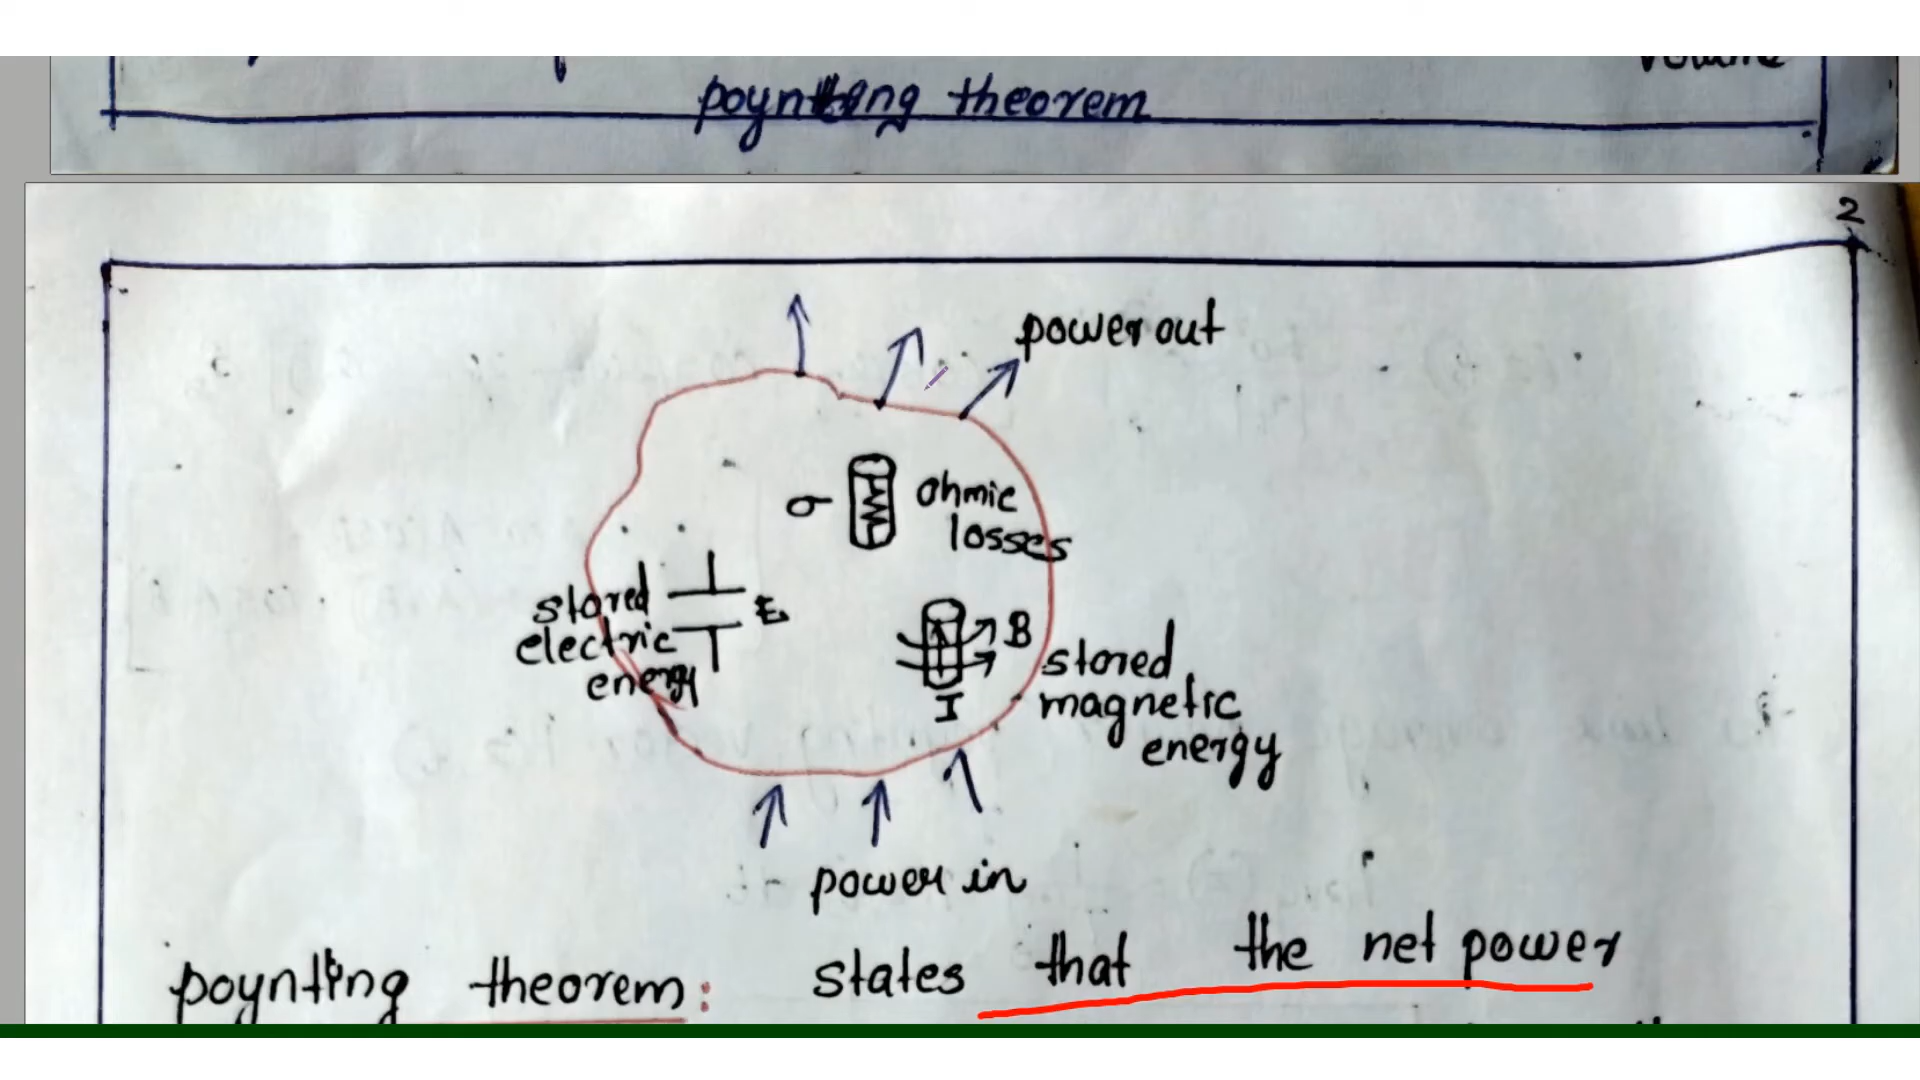 volume
poynting theorem
2
power out
σ
ohmic
losses
stored
electric
energy
E
B
I
stored
magnetic
energy
power in
poynting theorem: states that the net power